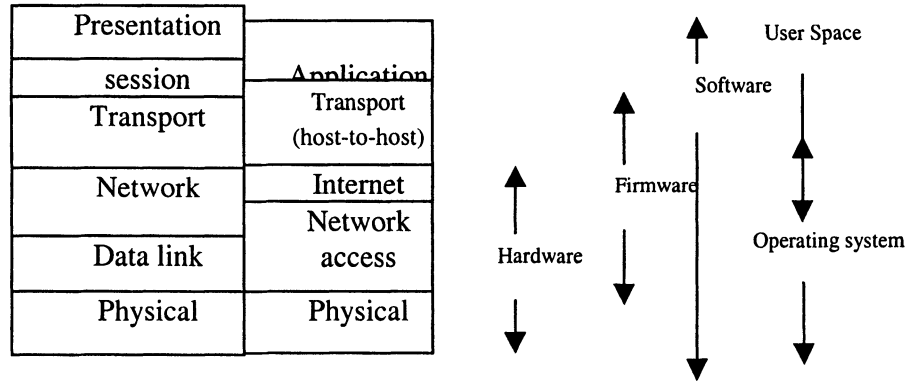 Presentation
session
Transport
Network
Data link
Physical
Application
Transport
(host-to-host)
Internet
Network
access
Physical
Hardware
Firmware
Software
User Space
Operating system